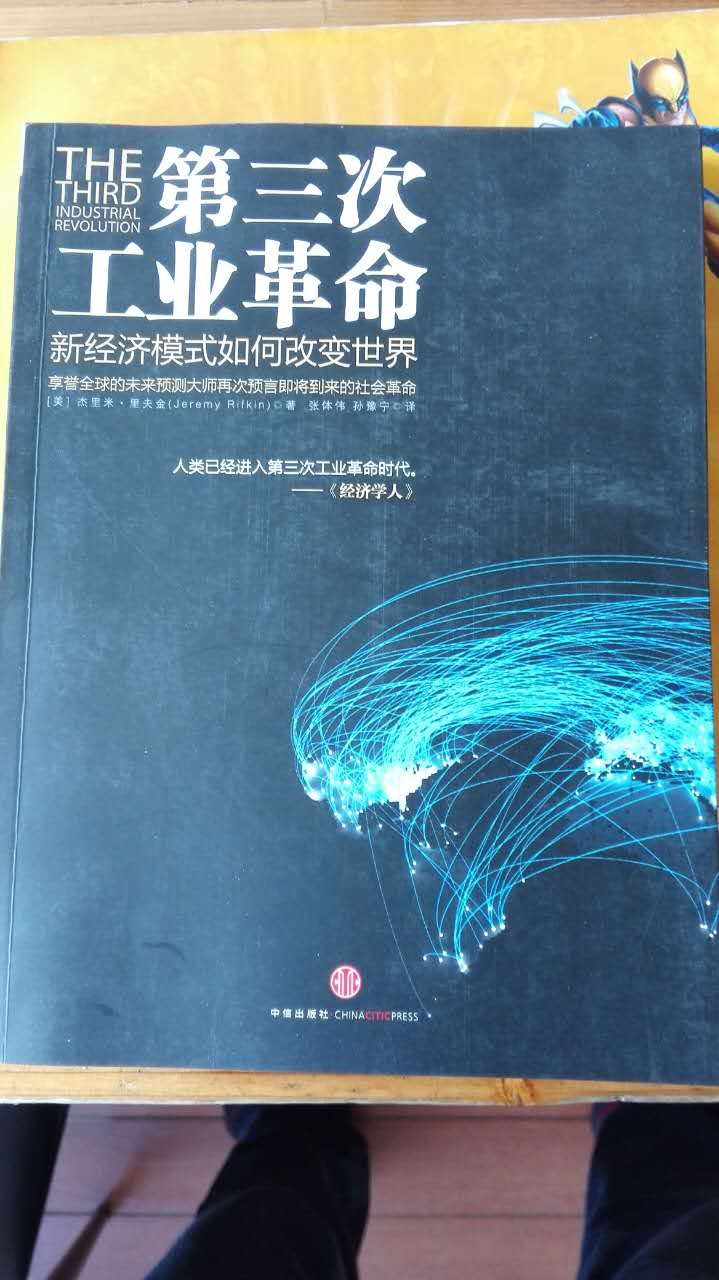 THE
THIRD
INDUSTRIAL
REVOLUTION
第三次
工业革命
新经济模式如何改变世界
享誉全球的未来预测大师再次预言即将到来的社会革命
[美] 杰里米·里夫金(Jeremy Rifkin)◎著 张体伟 孙豫宁◎译
人类已经进入第三次工业革命时代。
——《经济学人》
中信出版社·CHINACITICPRESS